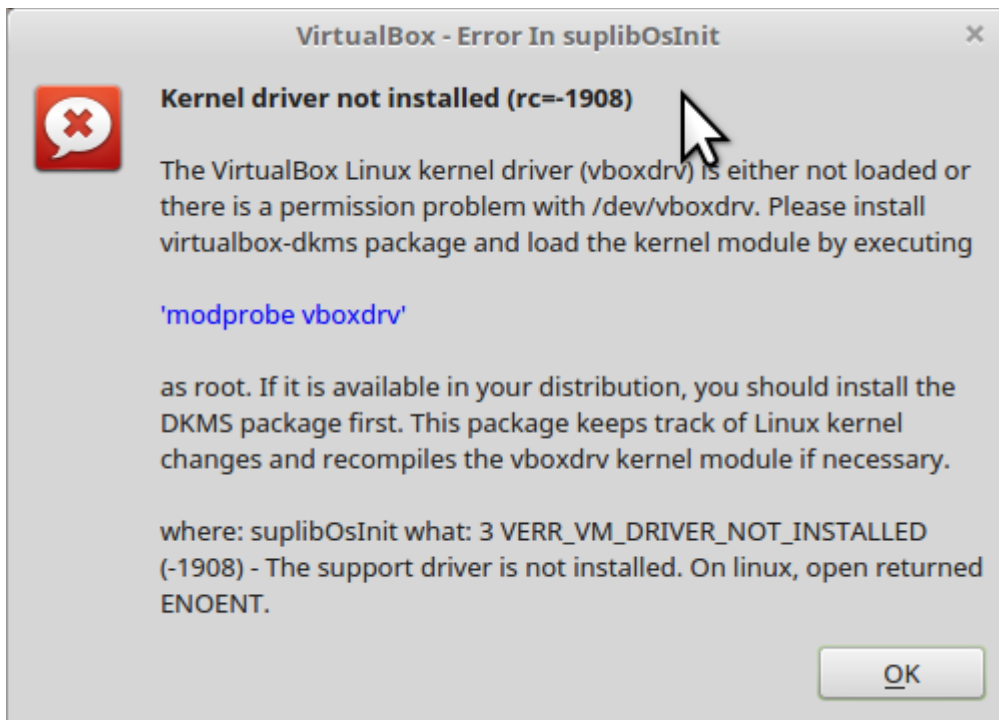 VirtualBox - Error In suplibOsInit
Kernel driver not installed (rc=-1908)
The VirtualBox Linux kernel driver (vboxdrv) is either not loaded or
there is a permission problem with /dev/vboxdrv. Please install
virtualbox-dkms package and load the kernel module by executing
'modprobe vboxdrv'
as root. If it is available in your distribution, you should install the
DKMS package first. This package keeps track of Linux kernel
changes and recompiles the vboxdrv kernel module if necessary.
where: suplibOsInit what: 3 VERR_VM_DRIVER_NOT_INSTALLED
(-1908) - The support driver is not installed. On linux, open returned
ENOENT.
OK